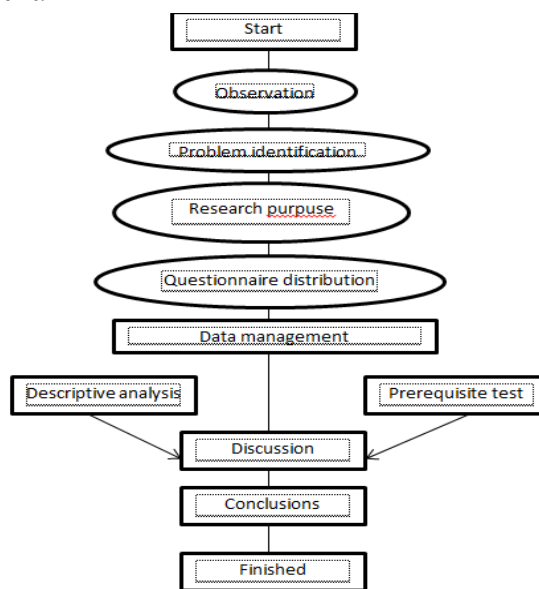 Start
Observation
Problem identification
Research purpuse
Questionnaire distribution
Data management
Descriptive analysis
Prerequisite test
Discussion
Conclusions
Finished